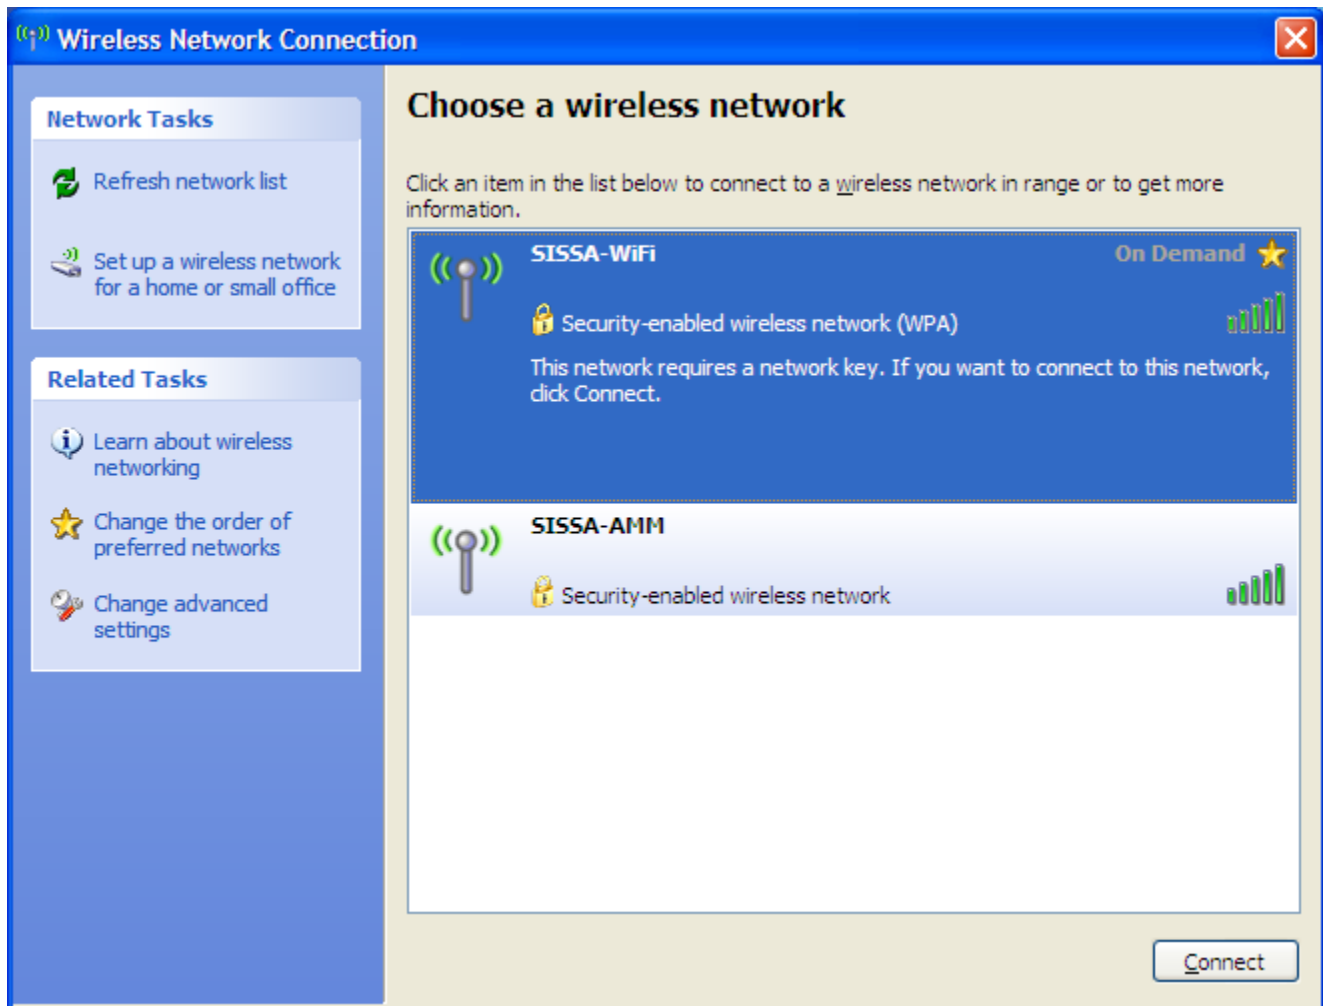 Wireless Network Connection
Network Tasks
Refresh network list
Set up a wireless network
for a home or small office
Related Tasks
Learn about wireless
networking
Change the order of
preferred networks
Change advanced
settings
Choose a wireless network
Click an item in the list below to connect to a wireless network in range or to get more
information.
SISSA-WiFi On Demand
Security-enabled wireless network (WPA)
This network requires a network key. If you want to connect to this network,
click Connect.
SISSA-AMM
Security-enabled wireless network
Connect